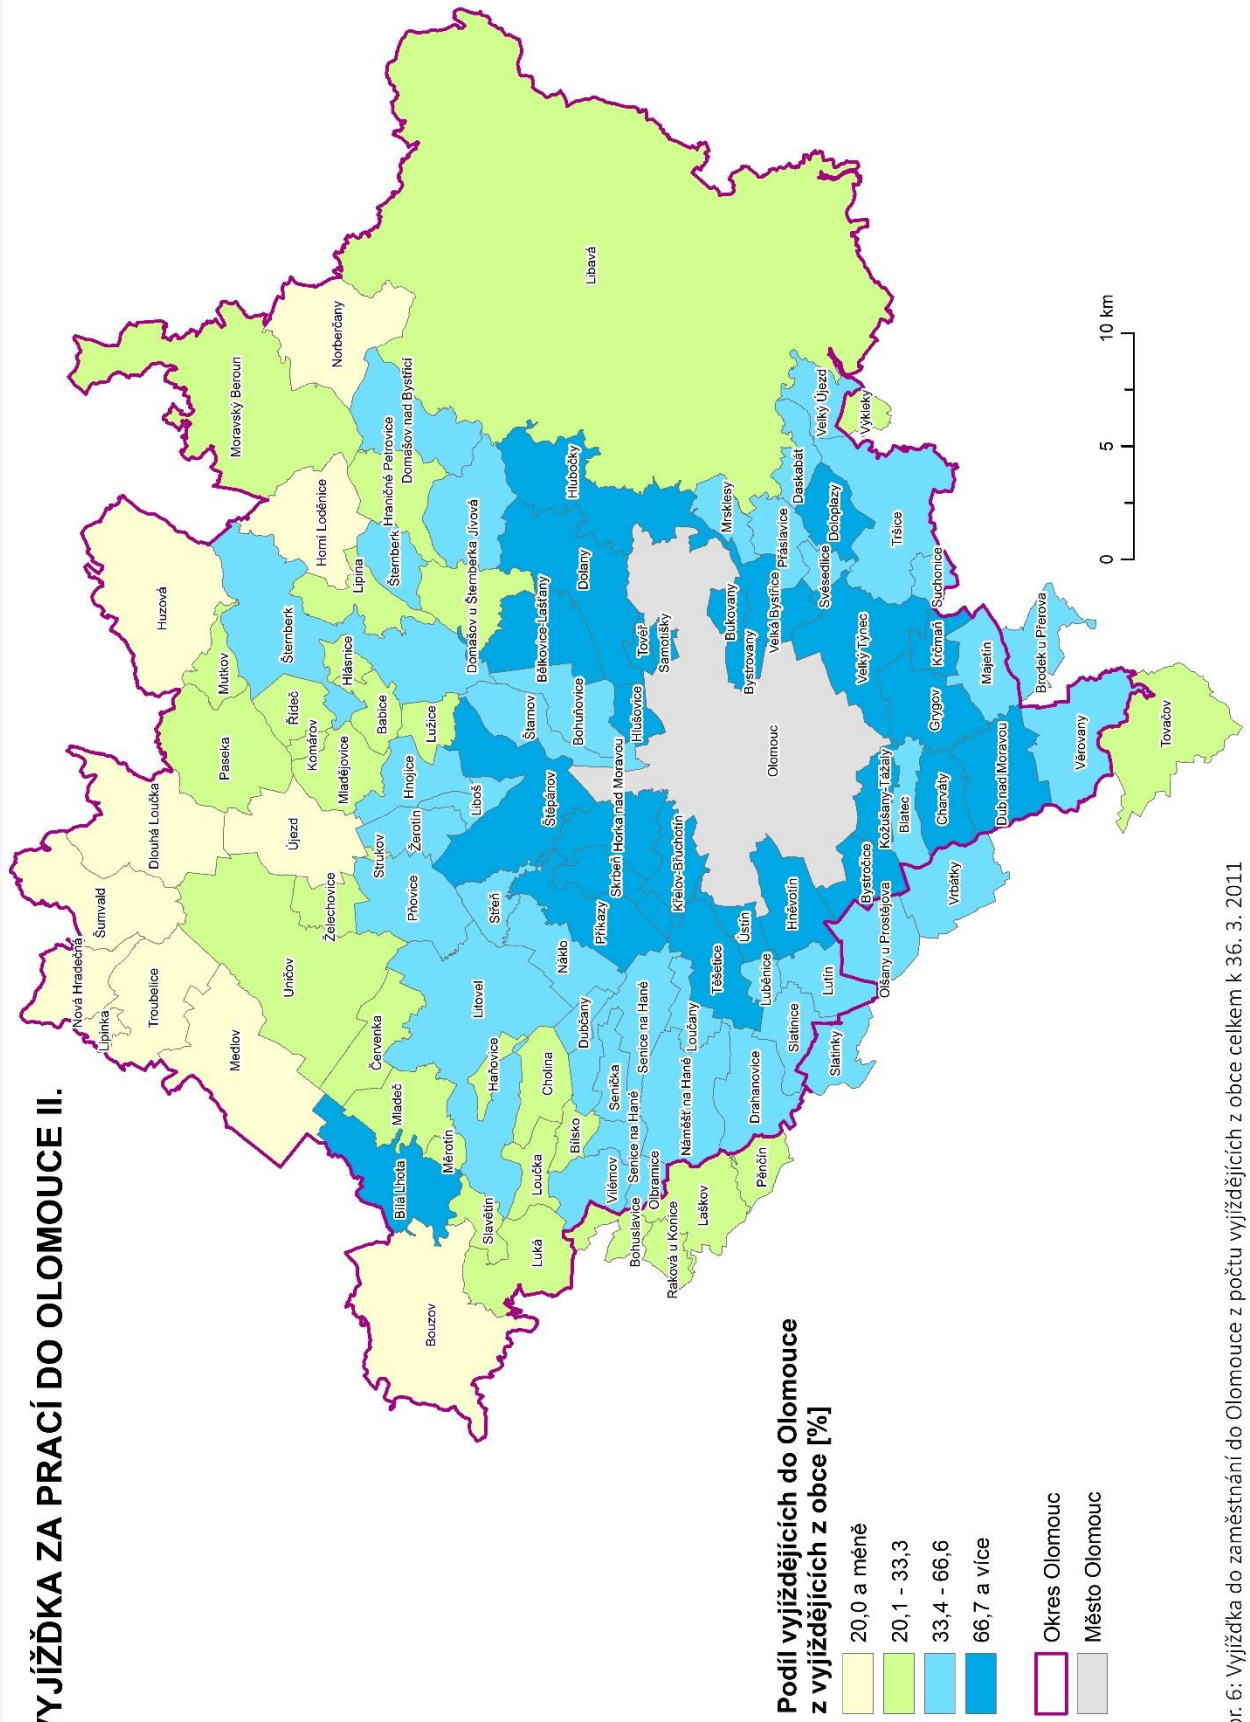 VYJÍŽĎKA ZA PRACÍ DO OLOMOUCE II.
Nová Hradečná
Lipinka
Šumvald
Troubelice
Dlouhá Loučka
Medlov
Uničov
Újezd
Želechovice
Paseka
Huzová
Mutkov
Řídeč
Komárov
Mladějovice
Šternberk
Hlásnice
Babice
Lužice
Moravský Beroun
Norberčany
Horní Loděnice
Lipina
Hraničné Petrovice
Domašov nad Bystřicí
Šternberk
Domašov u Šternberka
Jívová
Libavá
Bouzov
Bílá Lhota
Mladeč
Měrotín
Červenka
Slavětín
Luká
Loučka
Haňovice
Cholina
Bílsko
Litovel
Pňovice
Strukov
Žerotín
Hnojice
Liboš
Střeň
Štěpánov
Štarnov
Bohuňovice
Bělkovice-Lašťany
Dolany
Hlubočky
Náklo
Dubčany
Příkazy
Skrbeň
Horka nad Moravou
Hlušovice
Tovéř
Samotišky
Vilémov
Senička
Senice na Hané
Senice na Hané
Olbramice
Bohuslavice
Raková u Konice
Laškov
Pěnčín
Náměšť na Hané
Loučany
Drahanovice
Těšetice
Křelov-Břuchotín
Ústín
Hněvotín
Luběnice
Slatinice
Lutín
Slatinky
Olšany u Prostějova
Bystročice
Vrbátky
Olomouc
Bukovany
Bystrovany
Velká Bystřice
Mrsklesy
Přáslavice
Daskabát
Velký Újezd
Výkleky
Doloplazy
Svésedlice
Tršice
Suchonice
Velký Týnec
Krčmaň
Grygov
Majetín
Brodek u Přerova
Kožušany-Tážaly
Blatec
Charváty
Dub nad Moravou
Věrovany
Tovačov
0 5 10 km
Podíl vyjíždějících do Olomouce
z vyjíždějících z obce [%]
20,0 a méně
20,1 - 33,3
33,4 - 66,6
66,7 a více
Okres Olomouc
Město Olomouc
br. 6: Vyjížďka do zaměstnání do Olomouce z počtu vyjíždějících z obce celkem k 36. 3. 2011